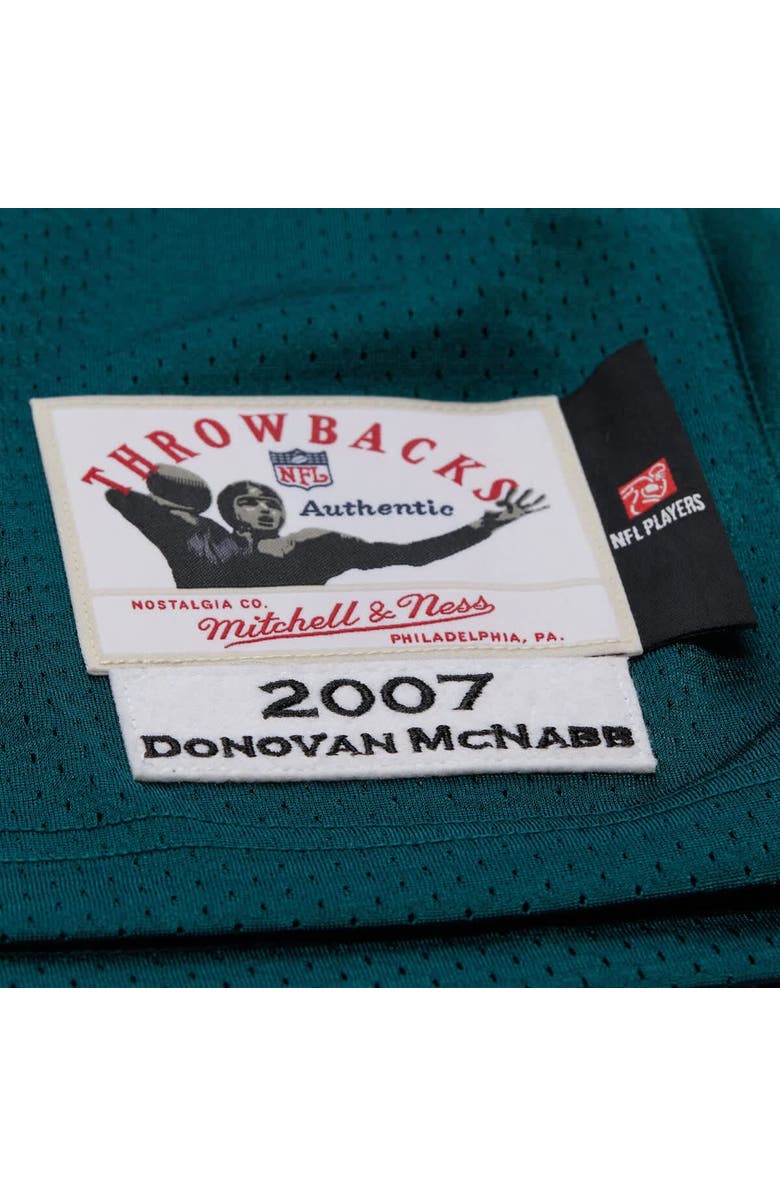 THROWBACKS
NFL
Authentic
NOSTALGIA CO.
Mitchell & Ness
PHILADELPHIA, PA.
2007
DONOVAN MCNABB
NFL PLAYERS